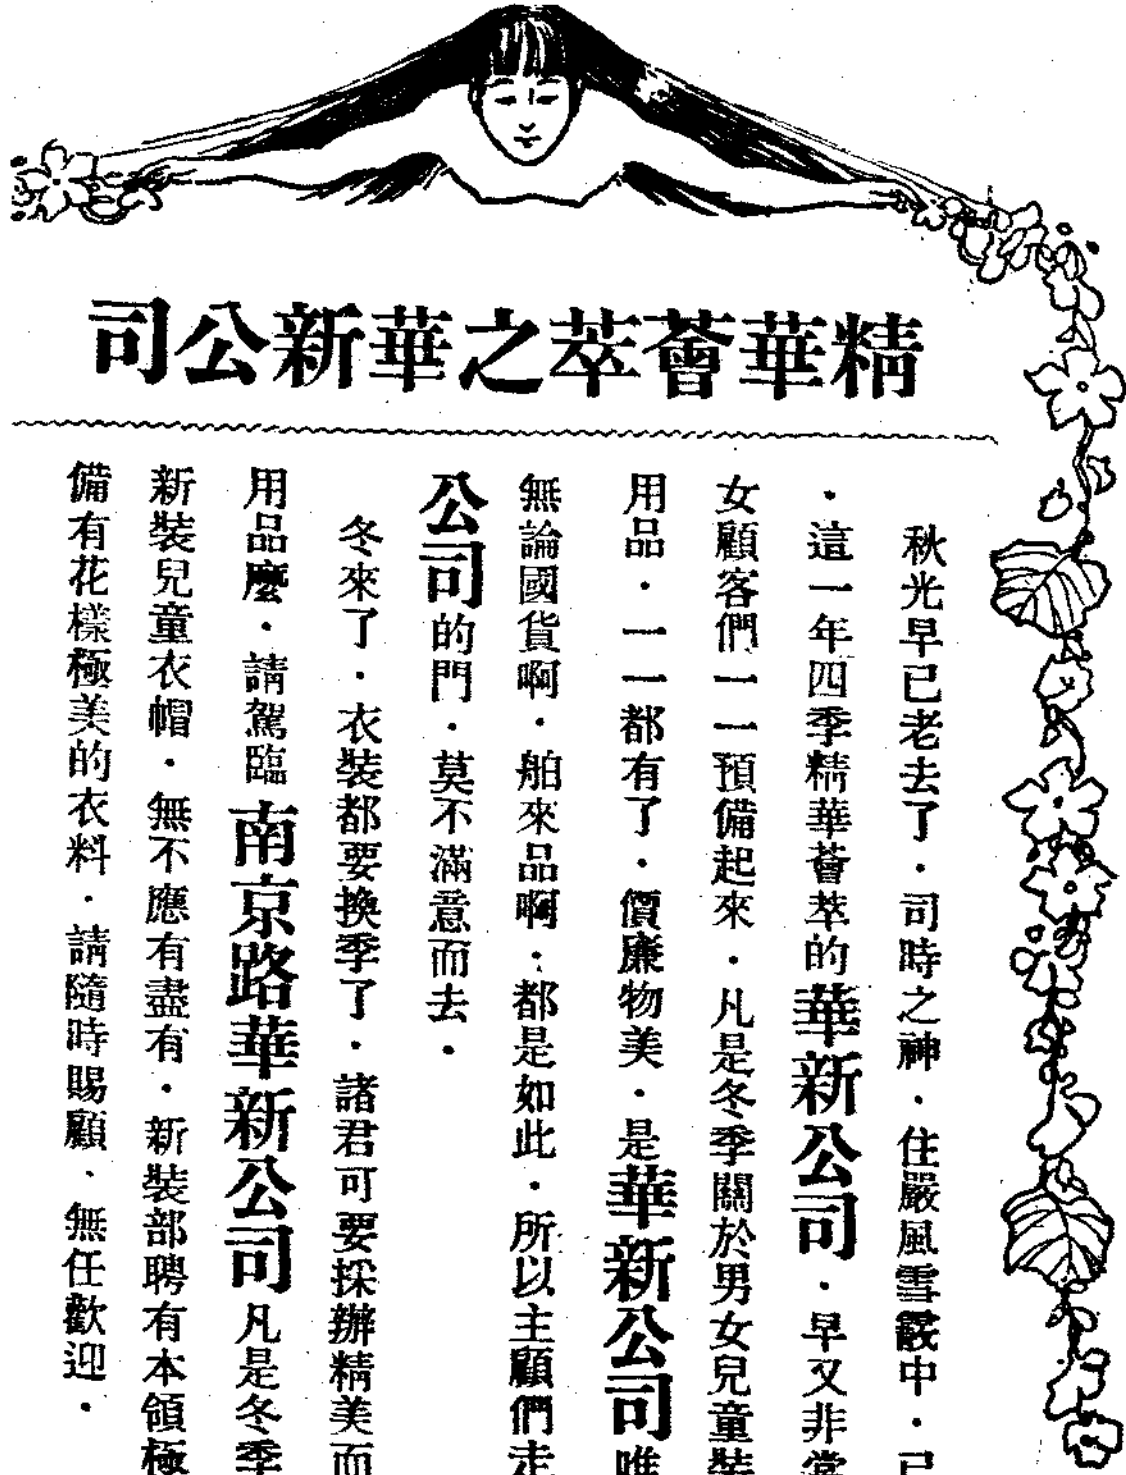 精華薈萃之華新公司
秋光早已老去了．司時之神．住嚴風雪霰中．已
．這一年四季精華薈萃的華新公司．早又非常
女顧客們一一預備起來．凡是冬季關於男女兒童裝
用品．一一都有了．價廉物美．是華新公司唯
無論國貨啊．舶來品啊．都是如此．所以主顧們走
公司的門．莫不滿意而去．
冬來了．衣裝都要換季了．諸君可要採辦精美而
用品麼．請駕臨南京路華新公司凡是冬季
新裝兒童衣帽．無不應有盡有．新裝部聘有本領極
備有花樣極美的衣料．請隨時賜顧、無任歡迎．